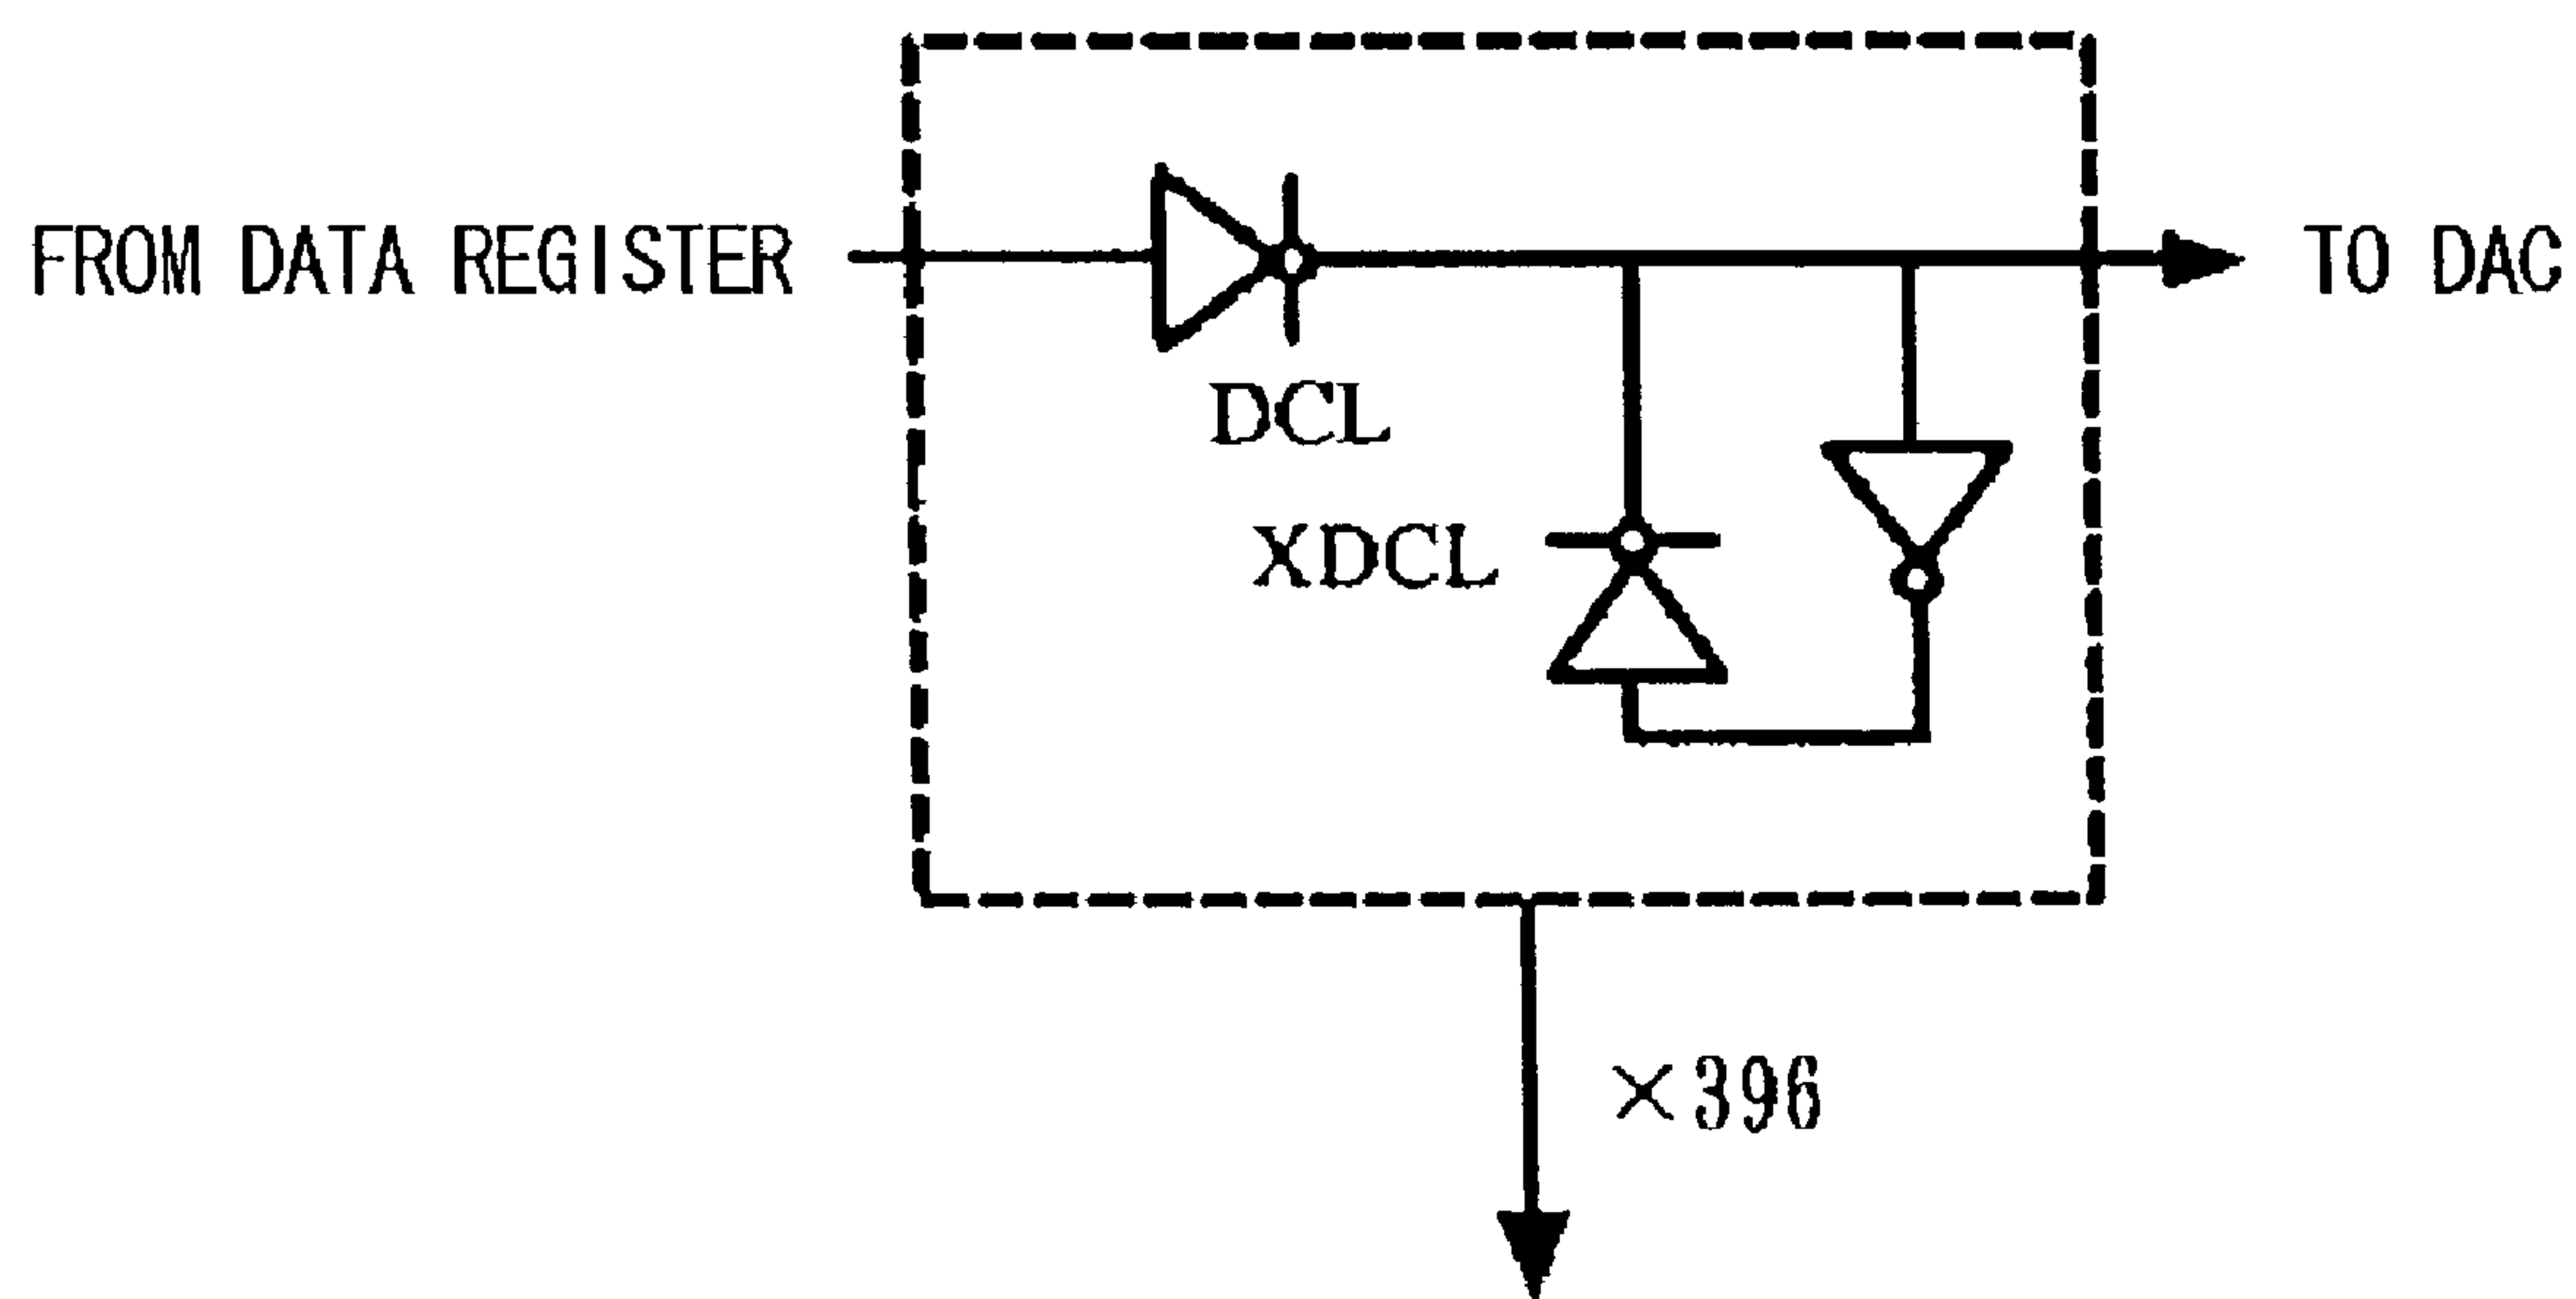 FROM DATA REGISTER
TO DAC
DCL
XDCL
×396